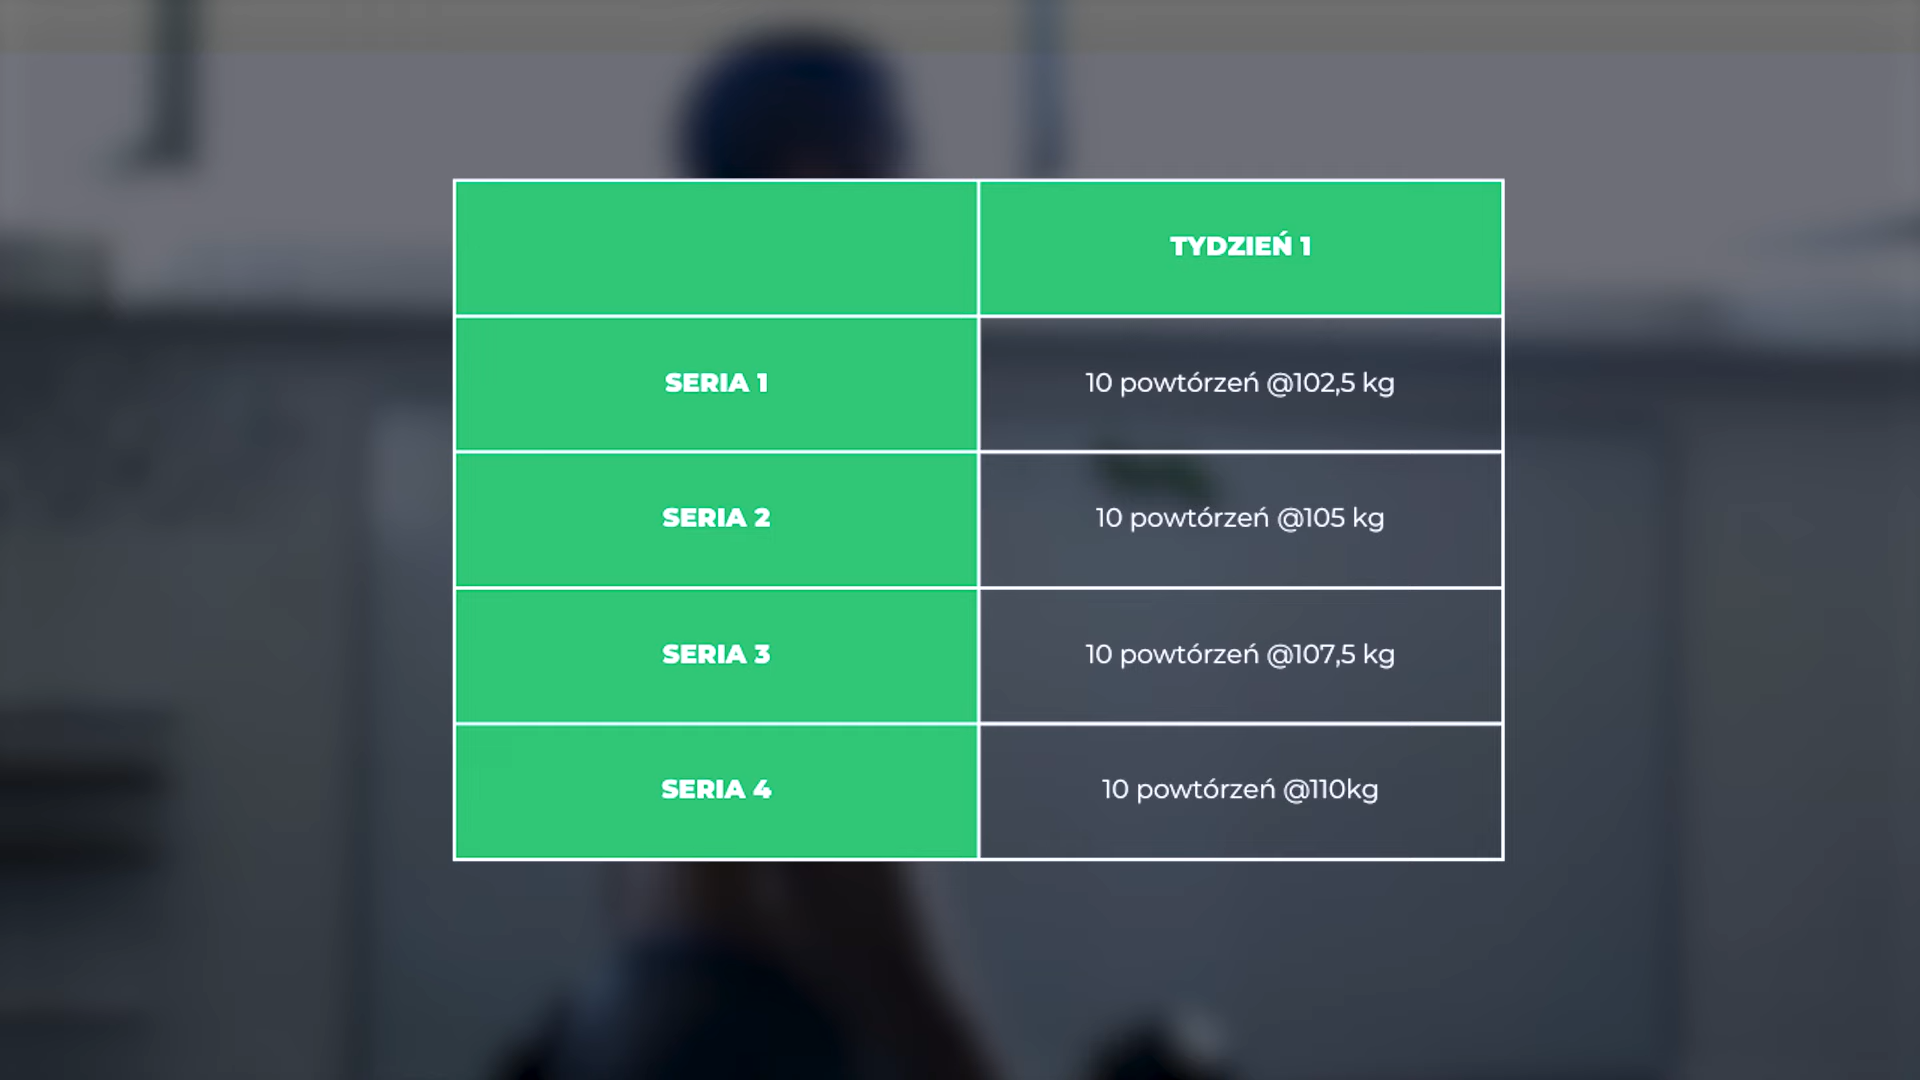 TYDZIEŃ 1
SERIA 1 10 powtórzeń @102,5 kg
SERIA 2 10 powtórzeń @105 kg
SERIA 3 10 powtórzeń @107,5 kg
SERIA 4 10 powtórzeń @110kg